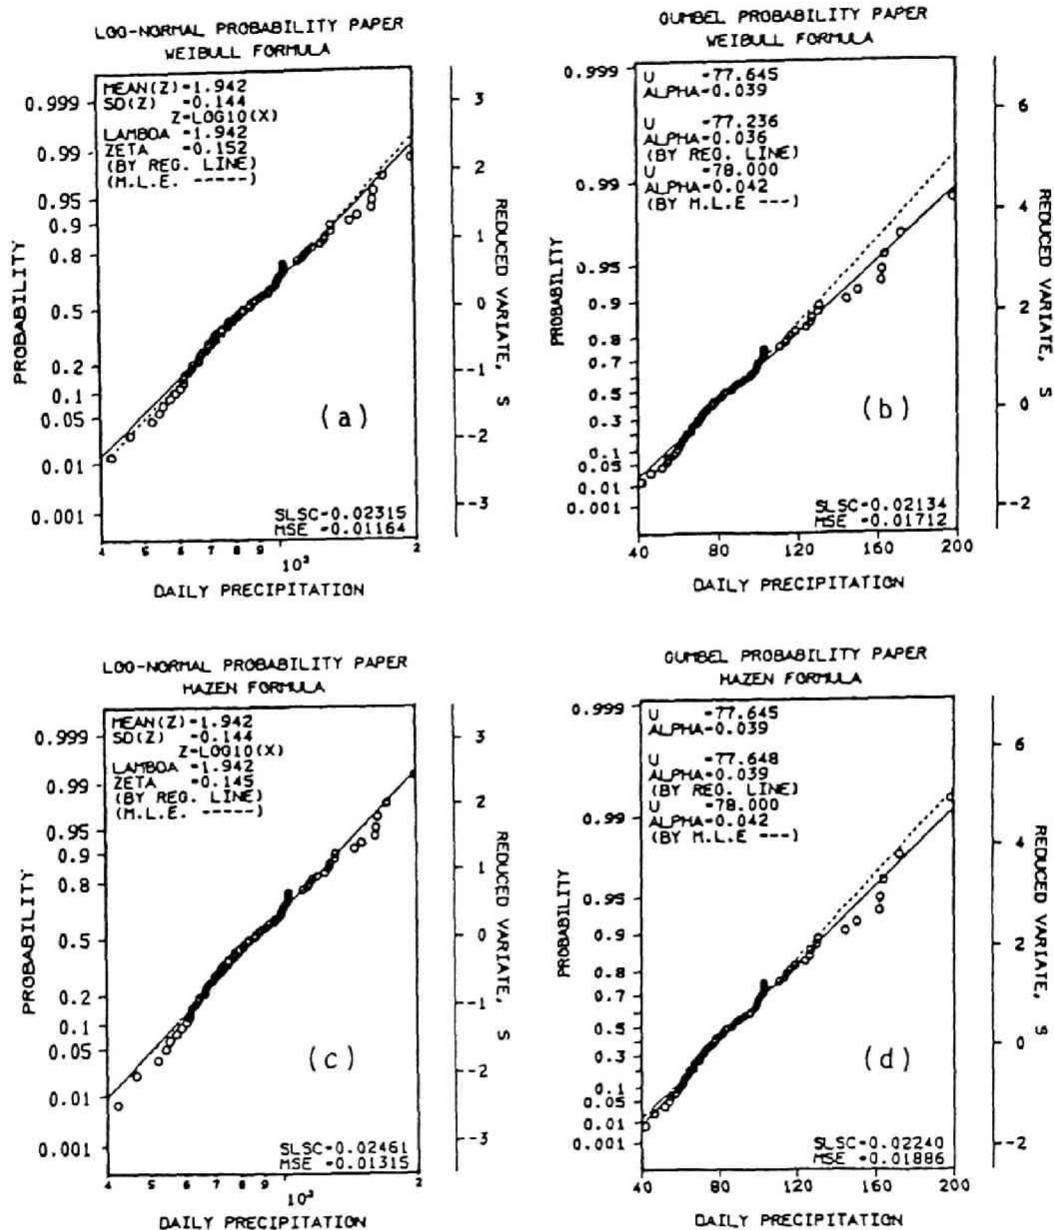 LOG-NORMAL PROBABILITY PAPER
WEIBULL FORMULA
MEAN(Z)=1.942
SD(Z) =0.144
Z=LOG10(X)
LAMBDA =1.942
ZETA =0.152
(BY REG. LINE)
(M.L.E. -----)
0.999
0.99
0.95
0.9
0.8
0.5
0.2
0.1
0.05
0.01
0.001
PROBABILITY
3
2
1
0
-1
-2
-3
REDUCED VARIATE, S
(a)
SLSC=0.02315
MSE =0.01164
4 5 6 7 8 9 10² 2
DAILY PRECIPITATION
GUMBEL PROBABILITY PAPER
WEIBULL FORMULA
U =77.645
ALPHA=0.039
U =77.236
ALPHA=0.036
(BY REG. LINE)
U =78.000
ALPHA=0.042
(BY M.L.E ---)
0.999
0.99
0.95
0.9
0.8
0.7
0.5
0.3
0.1
0.05
0.01
0.001
PROBABILITY
6
4
2
0
-2
REDUCED VARIATE, S
(b)
SLSC=0.02134
MSE =0.01712
40 80 120 160 200
DAILY PRECIPITATION
LOG-NORMAL PROBABILITY PAPER
HAZEN FORMULA
MEAN(Z)=1.942
SD(Z) =0.144
Z=LOG10(X)
LAMBDA =1.942
ZETA =0.145
(BY REG. LINE)
(M.L.E. -----)
0.999
0.99
0.95
0.9
0.8
0.5
0.2
0.1
0.05
0.01
0.001
PROBABILITY
3
2
1
0
-1
-2
-3
REDUCED VARIATE, S
(c)
SLSC=0.02461
MSE =0.01315
4 5 6 7 8 9 10² 2
DAILY PRECIPITATION
GUMBEL PROBABILITY PAPER
HAZEN FORMULA
U =77.645
ALPHA=0.039
U =77.648
ALPHA=0.039
(BY REG. LINE)
U =78.000
ALPHA=0.042
(BY M.L.E ---)
0.999
0.99
0.95
0.9
0.8
0.7
0.5
0.3
0.1
0.05
0.01
0.001
PROBABILITY
6
4
2
0
-2
REDUCED VARIATE, S
(d)
SLSC=0.02240
MSE =0.01886
40 80 120 160 200
DAILY PRECIPITATION